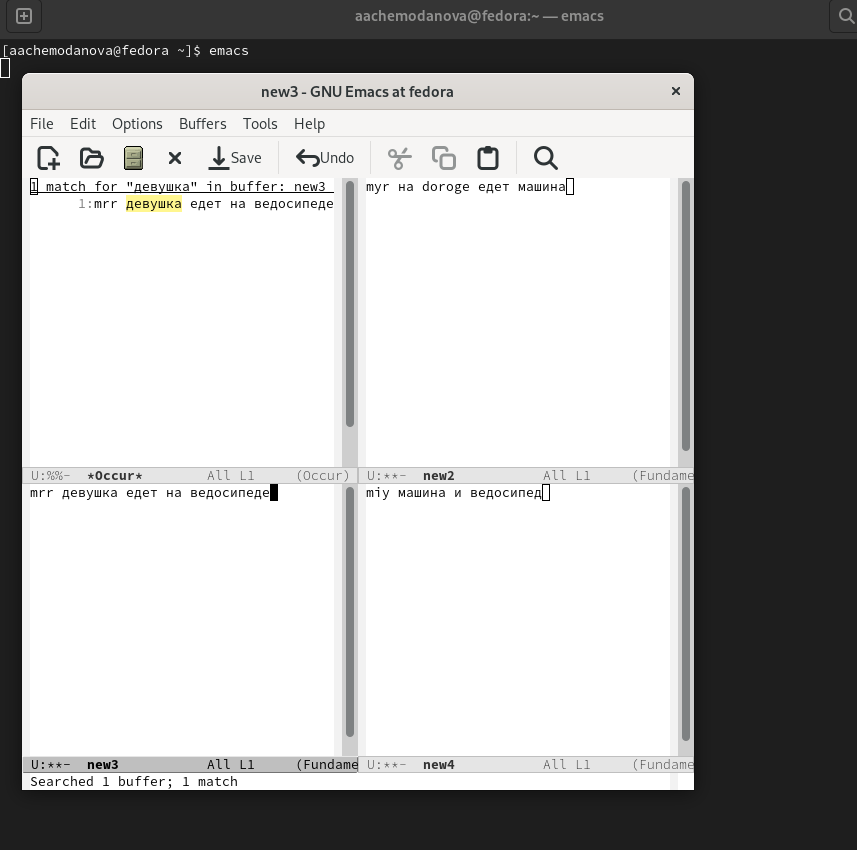 aachemodanova@fedora:~ — emacs
[aachemodanova@fedora ~]$ emacs
new3 - GNU Emacs at fedora
File Edit Options Buffers Tools Help
Save Undo
1 match for "девушка" in buffer: new3
1:mrr девушка едет на ведосипеде
myr на doroge едет машина
U:%%- *Occur* All L1 (Occur)
U:**- new2 All L1 (Fundame
mrr девушка едет на ведосипеде
miy машина и ведосипед
U:**- new3 All L1 (Fundame
U:**- new4 All L1 (Fundame
Searched 1 buffer; 1 match